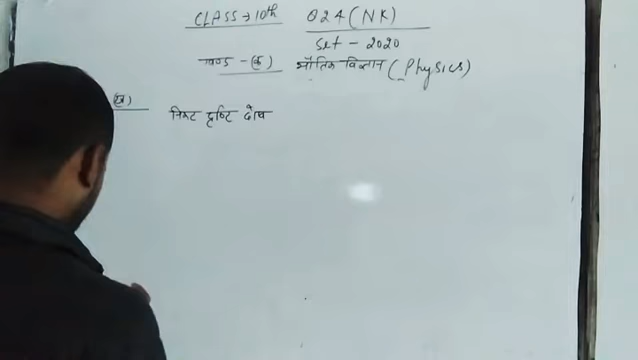 CLASS → 10th 824 (NK)
Set - 2020
खण्ड - (क) भौतिक विज्ञान (Physics)
(ख) निकट दृष्टि दोष